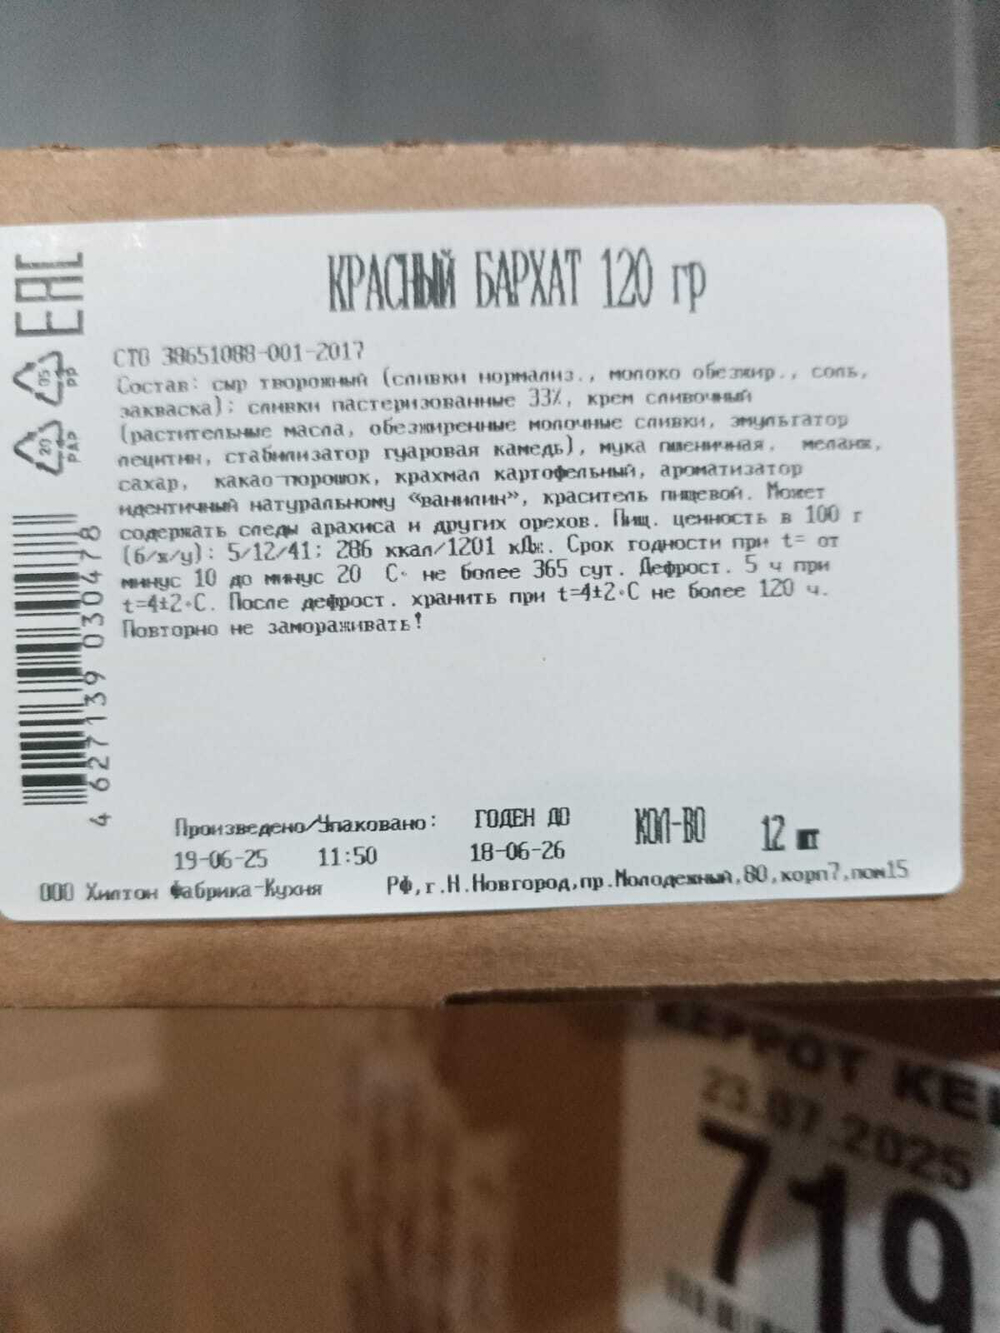 КРАСНЫЙ БАРХАТ 120 гр
EAC
СТО 38651088-001-2017
Состав: сыр творожный (сливки нормализ., молоко обезжир., соль,
закваска); сливки пастеризованные 33%, крем сливочный
(растительные масла, обезжиренные молочные сливки, эмульгатор
лецитин, стабилизатор гуаровая камедь), мука пшеничная, меланж,
сахар, какао-порошок, крахмал картофельный, ароматизатор
идентичный натуральному «ванилин», краситель пищевой. Может
содержать следы арахиса и других орехов. Пищ. ценность в 100 г
(б/ж/у): 5/12/41; 286 ккал/1201 кДж. Срок годности при t= от
минус 10 до минус 20 С° не более 365 сут. Дефрост. 5 ч при
t=4±2°С. После дефрост. хранить при t=4±2°С не более 120 ч.
Повторно не замораживать!
05
PP
20
PAP
4 627139 030478
Произведено/Упаковано: ГОДЕН ДО КОЛ-ВО 12 шт
19-06-25 11:50 18-06-26
ООО Хилтон Фабрика-Кухня РФ,г.Н.Новгород,пр.Молодежный,80,корп7,пом15
КЕРРОТ КЕ
23.07.2025
719